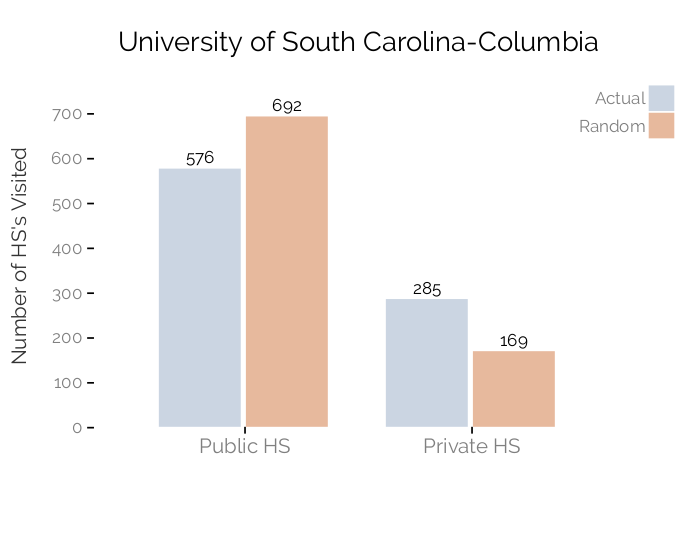 University of South Carolina-Columbia
Actual
Random
Number of HS's Visited
700
600
500
400
300
200
100
0
576
692
285
169
Public HS
Private HS